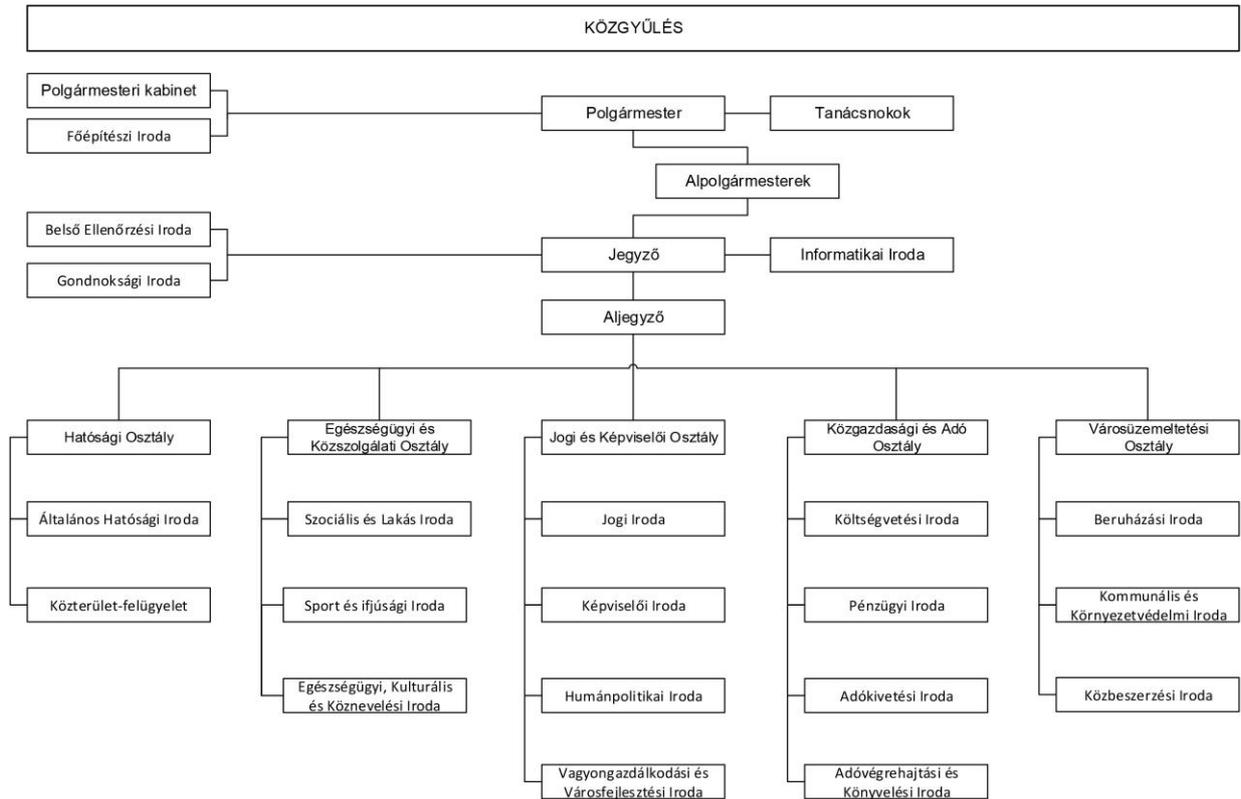 KÖZGYŰLÉS
Polgármesteri kabinet
Polgármester
Tanácsnokok
Főépítészi Iroda
Alpolgármesterek
Belső Ellenőrzési Iroda
Jegyző
Informatikai Iroda
Gondnoksági Iroda
Aljegyző
Hatósági Osztály
Általános Hatósági Iroda
Közterület-felügyelet
Egészségügyi és
Közszolgálati Osztály
Szociális és Lakás Iroda
Sport és ifjúsági Iroda
Egészségügyi, Kulturális
és Köznevelési Iroda
Jogi és Képviselői Osztály
Jogi Iroda
Képviselői Iroda
Humánpolitikai Iroda
Vagyongazdálkodási és
Városfejlesztési Iroda
Közgazdasági és Adó
Osztály
Költségvetési Iroda
Pénzügyi Iroda
Adókivetési Iroda
Adóvégrehajtási és
Könyvelési Iroda
Városüzemeltetési
Osztály
Beruházási Iroda
Kommunális és
Környezetvédelmi Iroda
Közbeszerzési Iroda